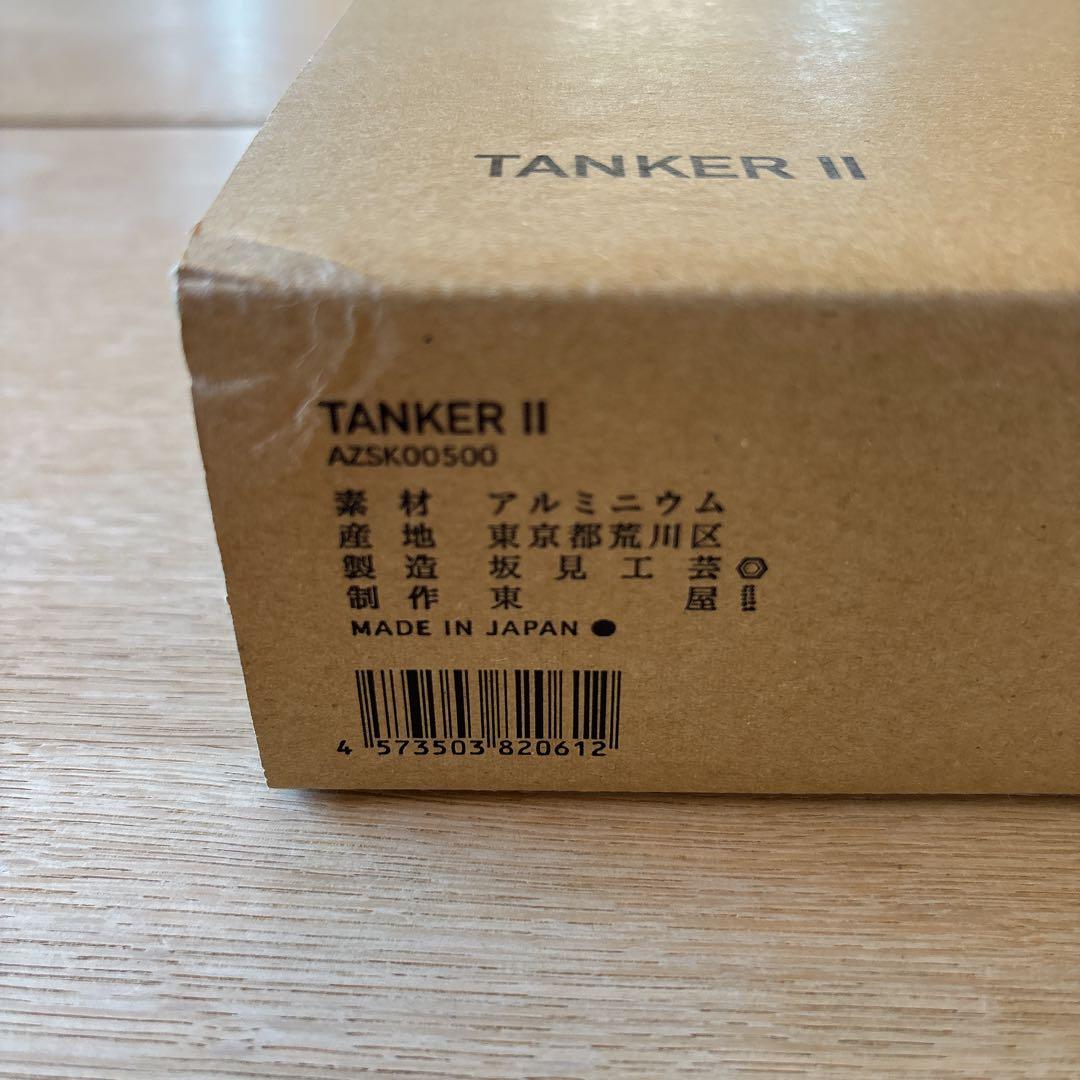 TANKER II
TANKER II
AZSK00500
素材 アルミニウム
産地 東京都荒川区
製造 坂見工芸
制作 東屋
MADE IN JAPAN
4 573503 820612